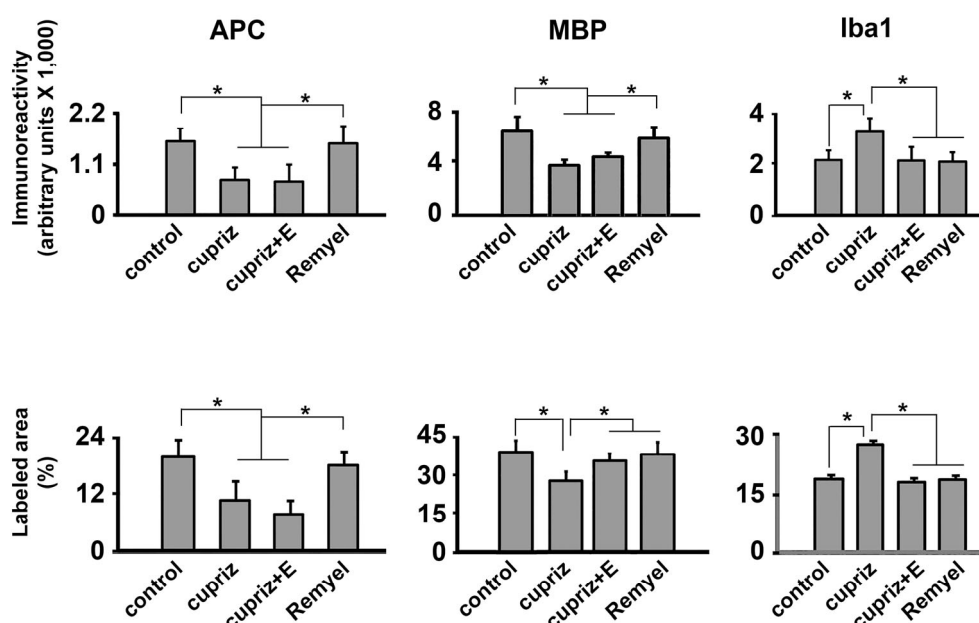 APC
MBP
Iba1
Immunoreactivity
(arbitrary units X 1,000)
2.2
1.1
0
* *
control
cupriz
cupriz+E
Remyel
8
4
0
* *
control
cupriz
cupriz+E
Remyel
4
2
0
* *
control
cupriz
cupriz+E
Remyel
Labeled area
(%)
24
12
0
* *
control
cupriz
cupriz+E
Remyel
45
30
15
0
* *
control
cupriz
cupriz+E
Remyel
30
15
0
* *
control
cupriz
cupriz+E
Remyel